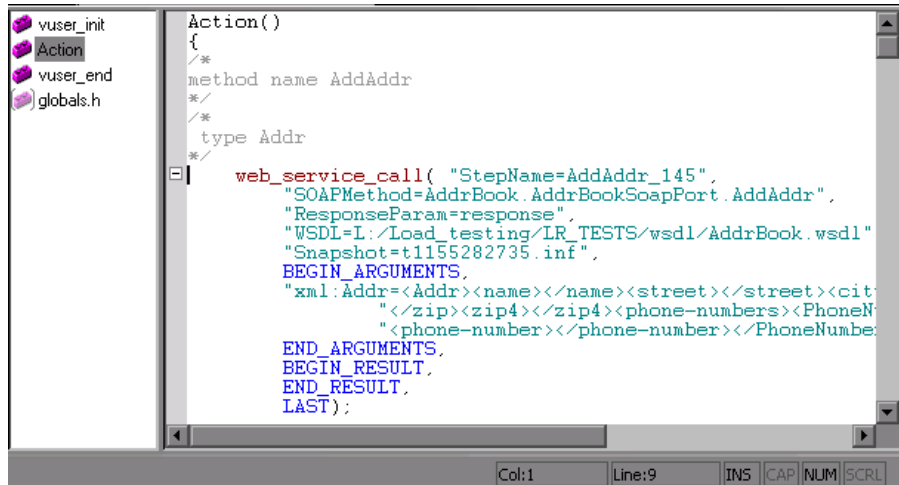 vuser_init
Action
vuser_end
globals.h
Action()
{
/*
method name AddAddr
*/
/*
type Addr
*/
web_service_call( "StepName=AddAddr_145",
"SOAPMethod=AddrBook.AddrBookSoapPort.AddAddr",
"ResponseParam=response",
"WSDL=L:/Load_testing/LR_TESTS/wsdl/AddrBook.wsdl"
"Snapshot=t1155282735.inf",
BEGIN_ARGUMENTS,
"xml:Addr=<Addr><name></name><street></street><cit
"</zip><zip4></zip4><phone-numbers><PhoneN
"<phone-number></phone-number></PhoneNumbe
END_ARGUMENTS,
BEGIN_RESULT,
END_RESULT,
LAST);
Col:1 Line:9 INS CAP NUM SCRL